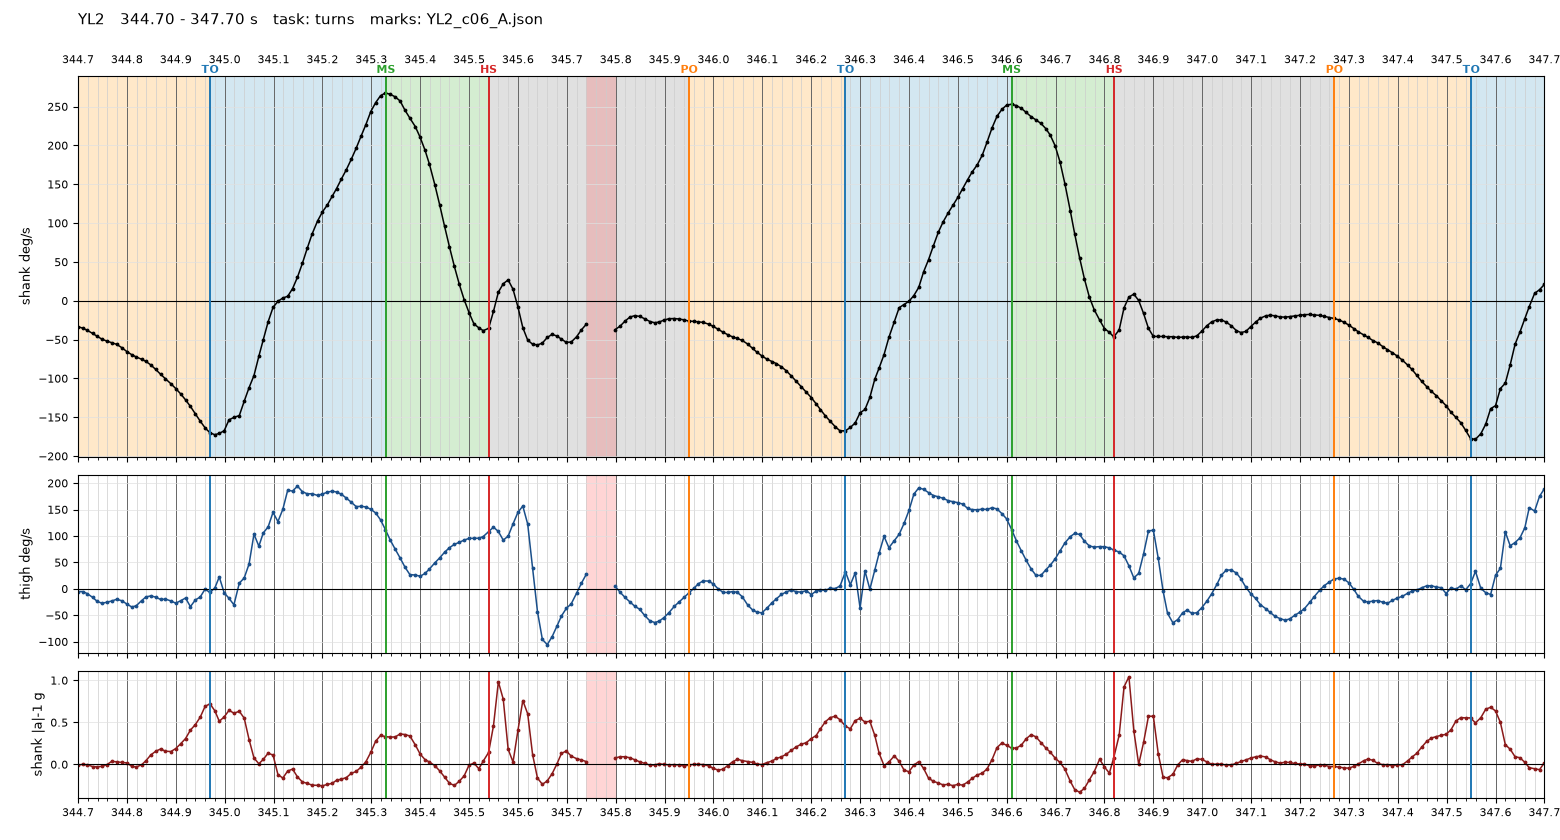 YL2   344.70 - 347.70 s   task: turns   marks: YL2_c06_A.json
344.7 344.8 344.9 345.0 345.1 345.2 345.3 345.4 345.5 345.6 345.7 345.8 345.9 346.0 346.1 346.2 346.3 346.4 346.5 346.6 346.7 346.8 346.9 347.0 347.1 347.2 347.3 347.4 347.5 347.6 347.7
TO MS HS PO TO MS HS PO TO
shank deg/s
250
200
150
100
50
0
−50
−100
−150
−200
thigh deg/s
200
150
100
50
0
−50
−100
shank |a|-1 g
1.0
0.5
0.0
344.7 344.8 344.9 345.0 345.1 345.2 345.3 345.4 345.5 345.6 345.7 345.8 345.9 346.0 346.1 346.2 346.3 346.4 346.5 346.6 346.7 346.8 346.9 347.0 347.1 347.2 347.3 347.4 347.5 347.6 347.7